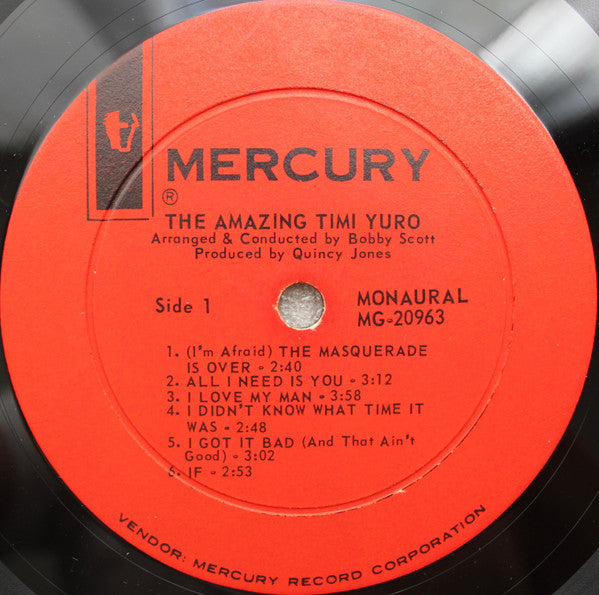 MERCURY
®
THE AMAZING TIMI YURO
Arranged & Conducted by Bobby Scott
Produced by Quincy Jones
Side 1
MONAURAL
MG-20963
1. (I'm Afraid) THE MASQUERADE
IS OVER - 2:40
2. ALL I NEED IS YOU - 3:12
3. I LOVE MY MAN - 3:58
4. I DIDN'T KNOW WHAT TIME IT
WAS - 2:48
5. I GOT IT BAD (And That Ain't
Good) - 3:02
6. IF - 2:53
VENDOR: MERCURY RECORD CORPORATION